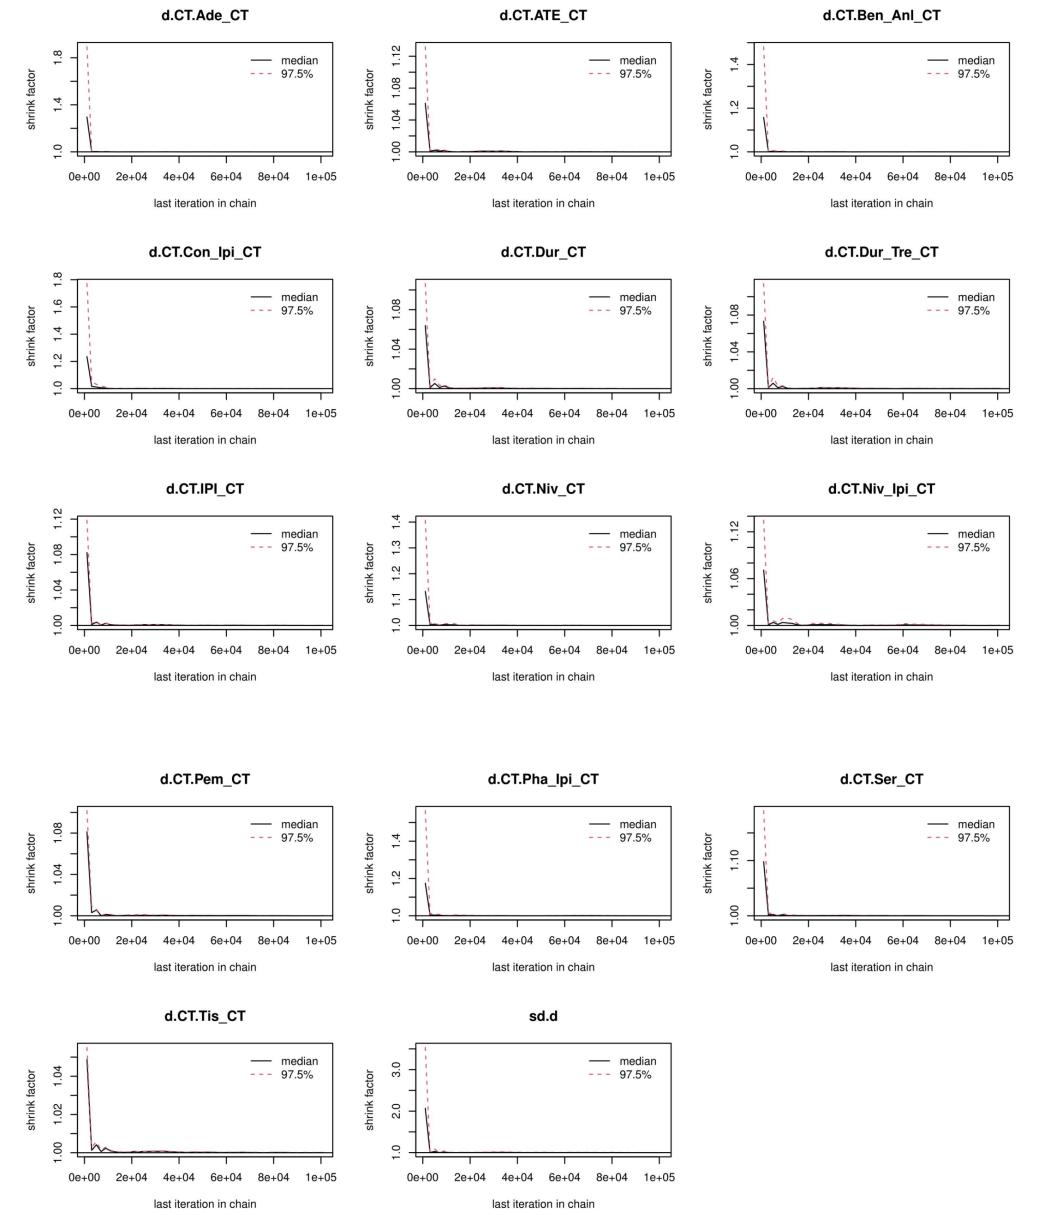 d.CT.Ade_CT
d.CT.ATE_CT
d.CT.Ben_Anl_CT
shrink factor
1.0 1.4 1.8
median
97.5%
0e+00 2e+04 4e+04 6e+04 8e+04 1e+05
last iteration in chain
shrink factor
1.00 1.04 1.08 1.12
median
97.5%
0e+00 2e+04 4e+04 6e+04 8e+04 1e+05
last iteration in chain
shrink factor
1.0 1.2 1.4
median
97.5%
0e+00 2e+04 4e+04 6e+04 8e+04 1e+05
last iteration in chain
d.CT.Con_Ipi_CT
d.CT.Dur_CT
d.CT.Dur_Tre_CT
shrink factor
1.0 1.2 1.4 1.6 1.8
median
97.5%
0e+00 2e+04 4e+04 6e+04 8e+04 1e+05
last iteration in chain
shrink factor
1.00 1.04 1.08
median
97.5%
0e+00 2e+04 4e+04 6e+04 8e+04 1e+05
last iteration in chain
shrink factor
1.00 1.04 1.08
median
97.5%
0e+00 2e+04 4e+04 6e+04 8e+04 1e+05
last iteration in chain
d.CT.IPI_CT
d.CT.Niv_CT
d.CT.Niv_Ipi_CT
shrink factor
1.00 1.04 1.08 1.12
median
97.5%
0e+00 2e+04 4e+04 6e+04 8e+04 1e+05
last iteration in chain
shrink factor
1.0 1.1 1.2 1.3 1.4
median
97.5%
0e+00 2e+04 4e+04 6e+04 8e+04 1e+05
last iteration in chain
shrink factor
1.00 1.06 1.12
median
97.5%
0e+00 2e+04 4e+04 6e+04 8e+04 1e+05
last iteration in chain
d.CT.Pem_CT
d.CT.Pha_Ipi_CT
d.CT.Ser_CT
shrink factor
1.00 1.04 1.08
median
97.5%
0e+00 2e+04 4e+04 6e+04 8e+04 1e+05
last iteration in chain
shrink factor
1.0 1.2 1.4
median
97.5%
0e+00 2e+04 4e+04 6e+04 8e+04 1e+05
last iteration in chain
shrink factor
1.00 1.10
median
97.5%
0e+00 2e+04 4e+04 6e+04 8e+04 1e+05
last iteration in chain
d.CT.Tis_CT
sd.d
shrink factor
1.00 1.02 1.04
median
97.5%
0e+00 2e+04 4e+04 6e+04 8e+04 1e+05
last iteration in chain
shrink factor
1.0 2.0 3.0
median
97.5%
0e+00 2e+04 4e+04 6e+04 8e+04 1e+05
last iteration in chain